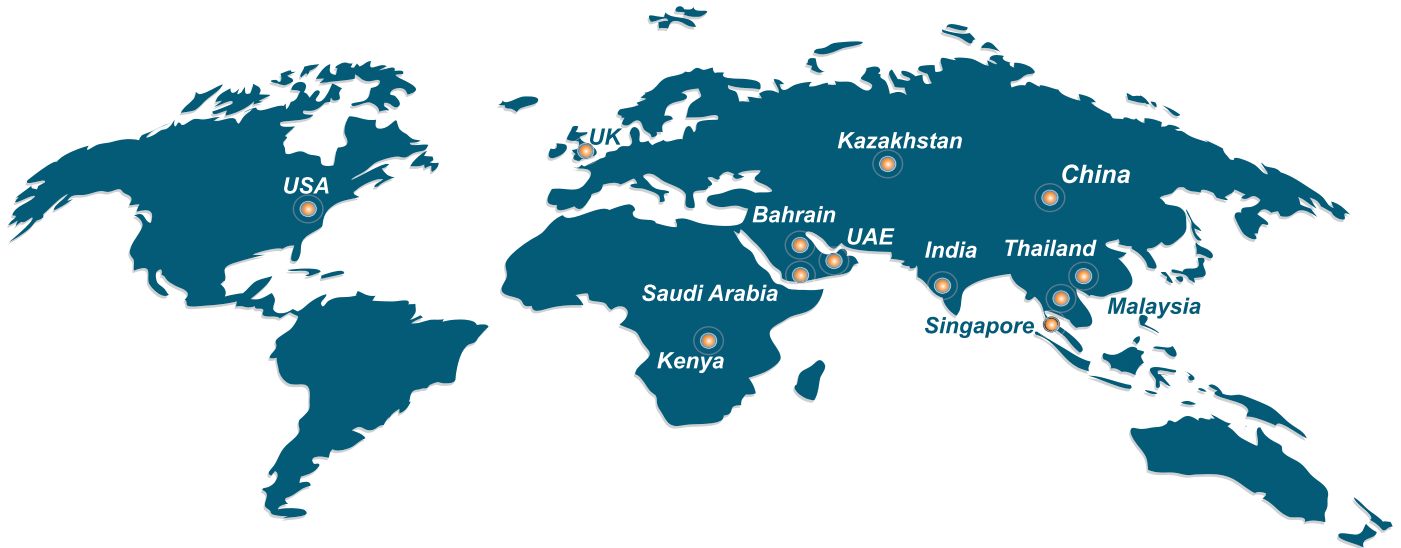 UK
Kazakhstan
China
USA
Bahrain
UAE
India
Thailand
Saudi Arabia
Malaysia
Singapore
Kenya